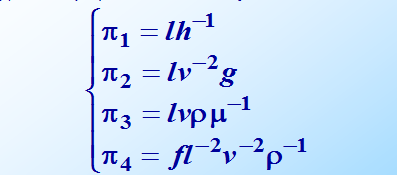 π₁ = lh⁻¹
π₂ = lv⁻²g
π₃ = lvρμ⁻¹
π₄ = fl⁻²v⁻²ρ⁻¹